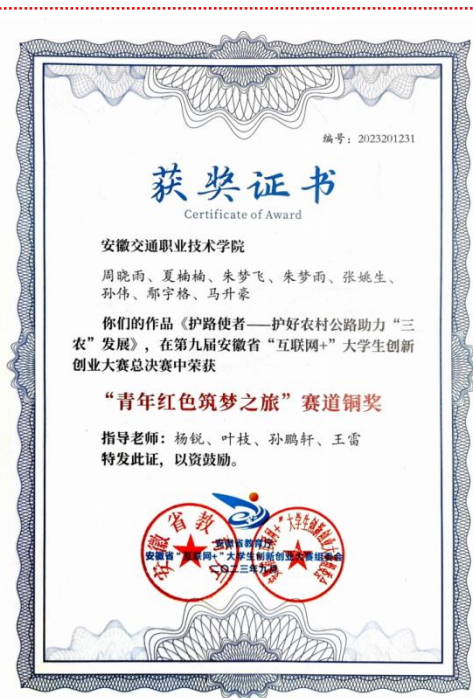 编号：2023201231
获奖证书
Certificate of Award
安徽交通职业技术学院
周晓雨、夏楠楠、朱梦飞、朱梦雨、张姚生、
孙伟、鄢宇格、马升豪
你们的作品《护路使者——护好农村公路助力“三
农”发展》，在第九届安徽省“互联网+”大学生创新
创业大赛总决赛中荣获
“青年红色筑梦之旅”赛道铜奖
指导老师：杨锐、叶枝、孙鹏轩、王雷
特发此证，以资鼓励。
安徽省教育厅
安徽省“互联网+”大学生创新创业大赛组委会
二〇二三年九月